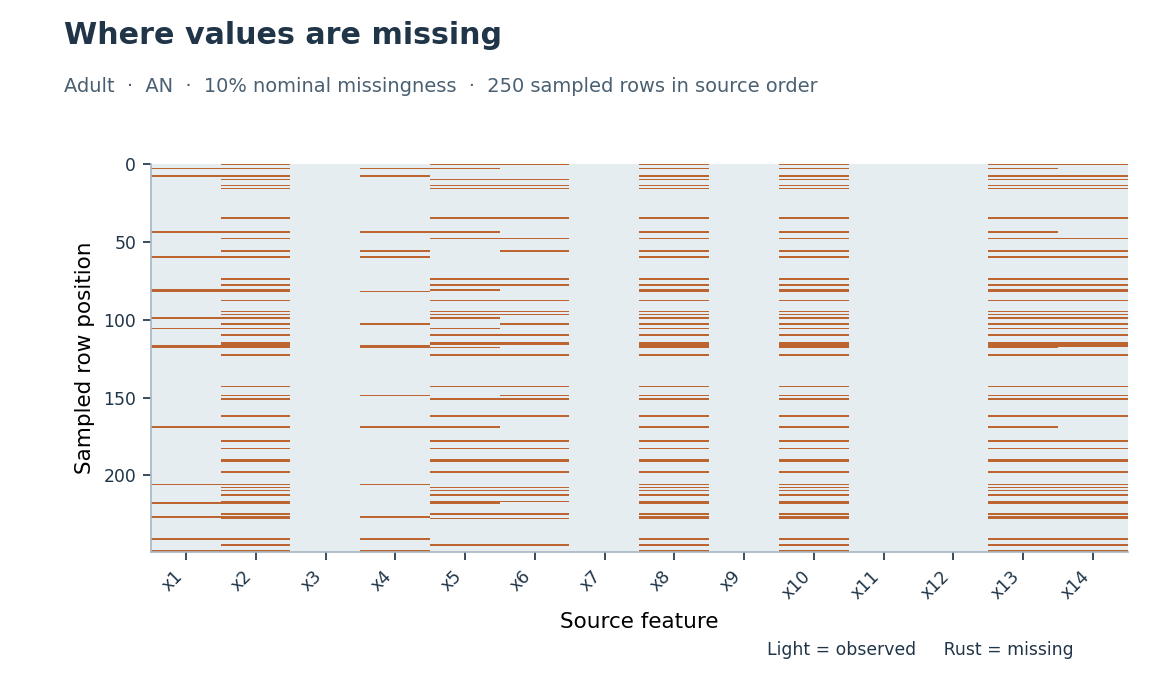 Where values are missing
Adult · AN · 10% nominal missingness · 250 sampled rows in source order
Sampled row position
0
50
100
150
200
x1 x2 x3 x4 x5 x6 x7 x8 x9 x10 x11 x12 x13 x14
Source feature
Light = observed Rust = missing